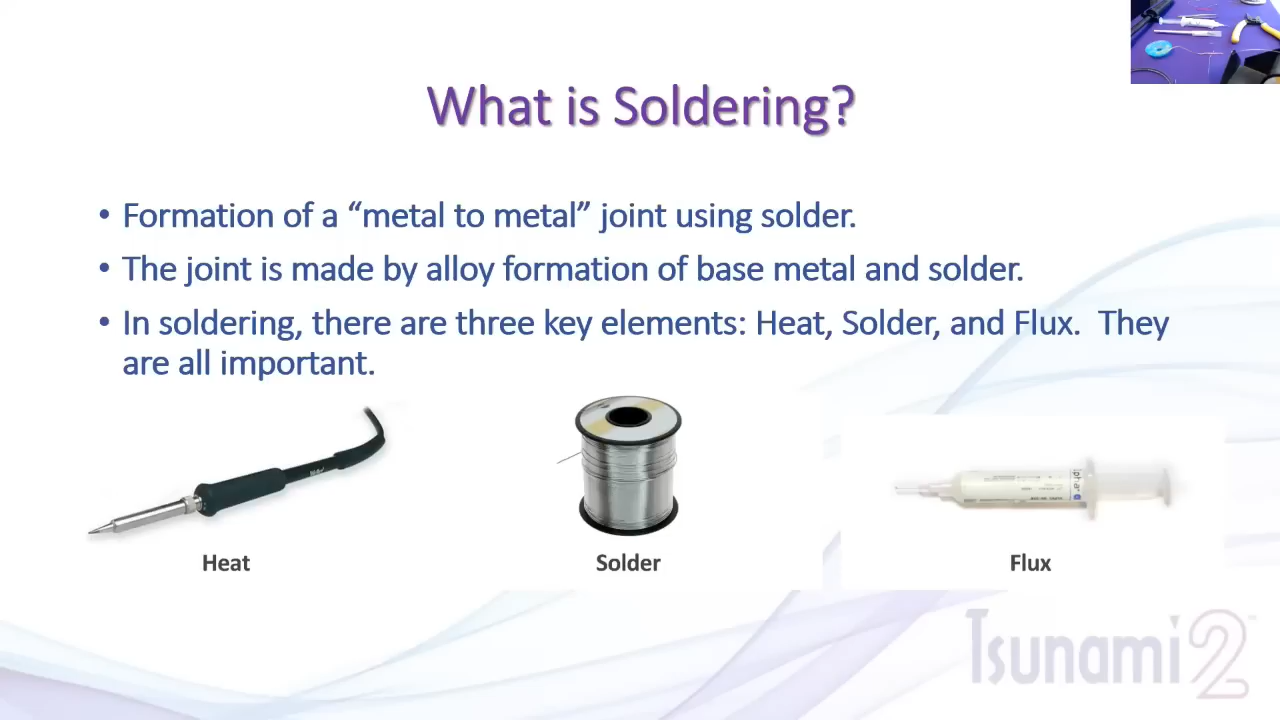 What is Soldering?
• Formation of a “metal to metal” joint using solder.
• The joint is made by alloy formation of base metal and solder.
• In soldering, there are three key elements: Heat, Solder, and Flux. They
are all important.
Heat
Solder
Flux
Tsunami2™